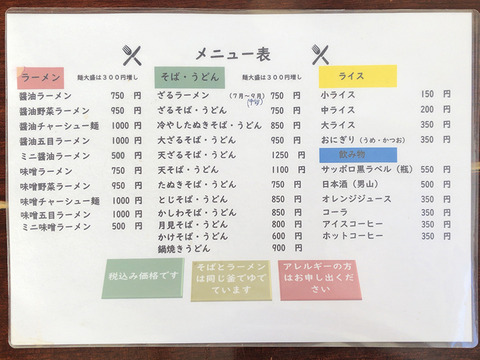 メニュー表
ラーメン 麺大盛は300円増し
醤油ラーメン 750 円
醤油野菜ラーメン 950 円
醤油チャーシュー麺 1000 円
醤油五目ラーメン 1000 円
ミニ醤油ラーメン 500 円
味噌ラーメン 750 円
味噌野菜ラーメン 950 円
味噌チャーシュー麺 1000 円
味噌五目ラーメン 1000 円
ミニ味噌ラーメン 500 円
そば・うどん 麺大盛は300円増し
ざるラーメン (7月~9月) 750 円
ざるそば・うどん 750 円
冷やしたぬきそば・うどん 850 円
大ざるそば・うどん 950 円
天ざるそば・うどん 1250 円
天そば・うどん 1100 円
たぬきそば・うどん 750 円
とじそば・うどん 850 円
かしわそば・うどん 850 円
月見そば・うどん 800 円
かけそば・うどん 600 円
鍋焼きうどん 900 円
ライス
小ライス 150 円
中ライス 200 円
大ライス 350 円
おにぎり(うめ・かつお) 350 円
飲み物
サッポロ黒ラベル(瓶) 550 円
日本酒(男山) 500 円
オレンジジュース 350 円
コーラ 350 円
アイスコーヒー 350 円
ホットコーヒー 350 円
税込み価格です
そばとラーメン
は同じ釜でゆで
ています
アレルギーの方
はお申し出くだ
さい